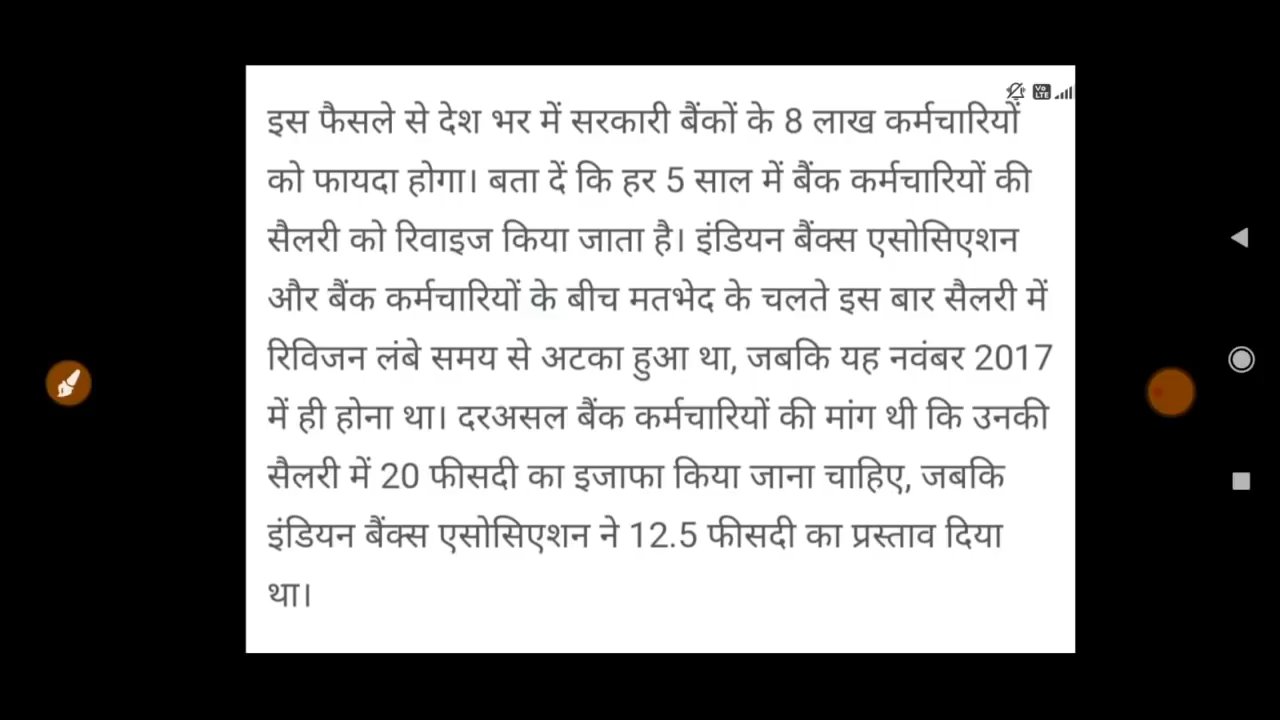 इस फैसले से देश भर में सरकारी बैंकों के 8 लाख कर्मचारियों
को फायदा होगा। बता दें कि हर 5 साल में बैंक कर्मचारियों की
सैलरी को रिवाइज किया जाता है। इंडियन बैंक्स एसोसिएशन
और बैंक कर्मचारियों के बीच मतभेद के चलते इस बार सैलरी में
रिविजन लंबे समय से अटका हुआ था, जबकि यह नवंबर 2017
में ही होना था। दरअसल बैंक कर्मचारियों की मांग थी कि उनकी
सैलरी में 20 फीसदी का इजाफा किया जाना चाहिए, जबकि
इंडियन बैंक्स एसोसिएशन ने 12.5 फीसदी का प्रस्ताव दिया
था।
Vo
LTE